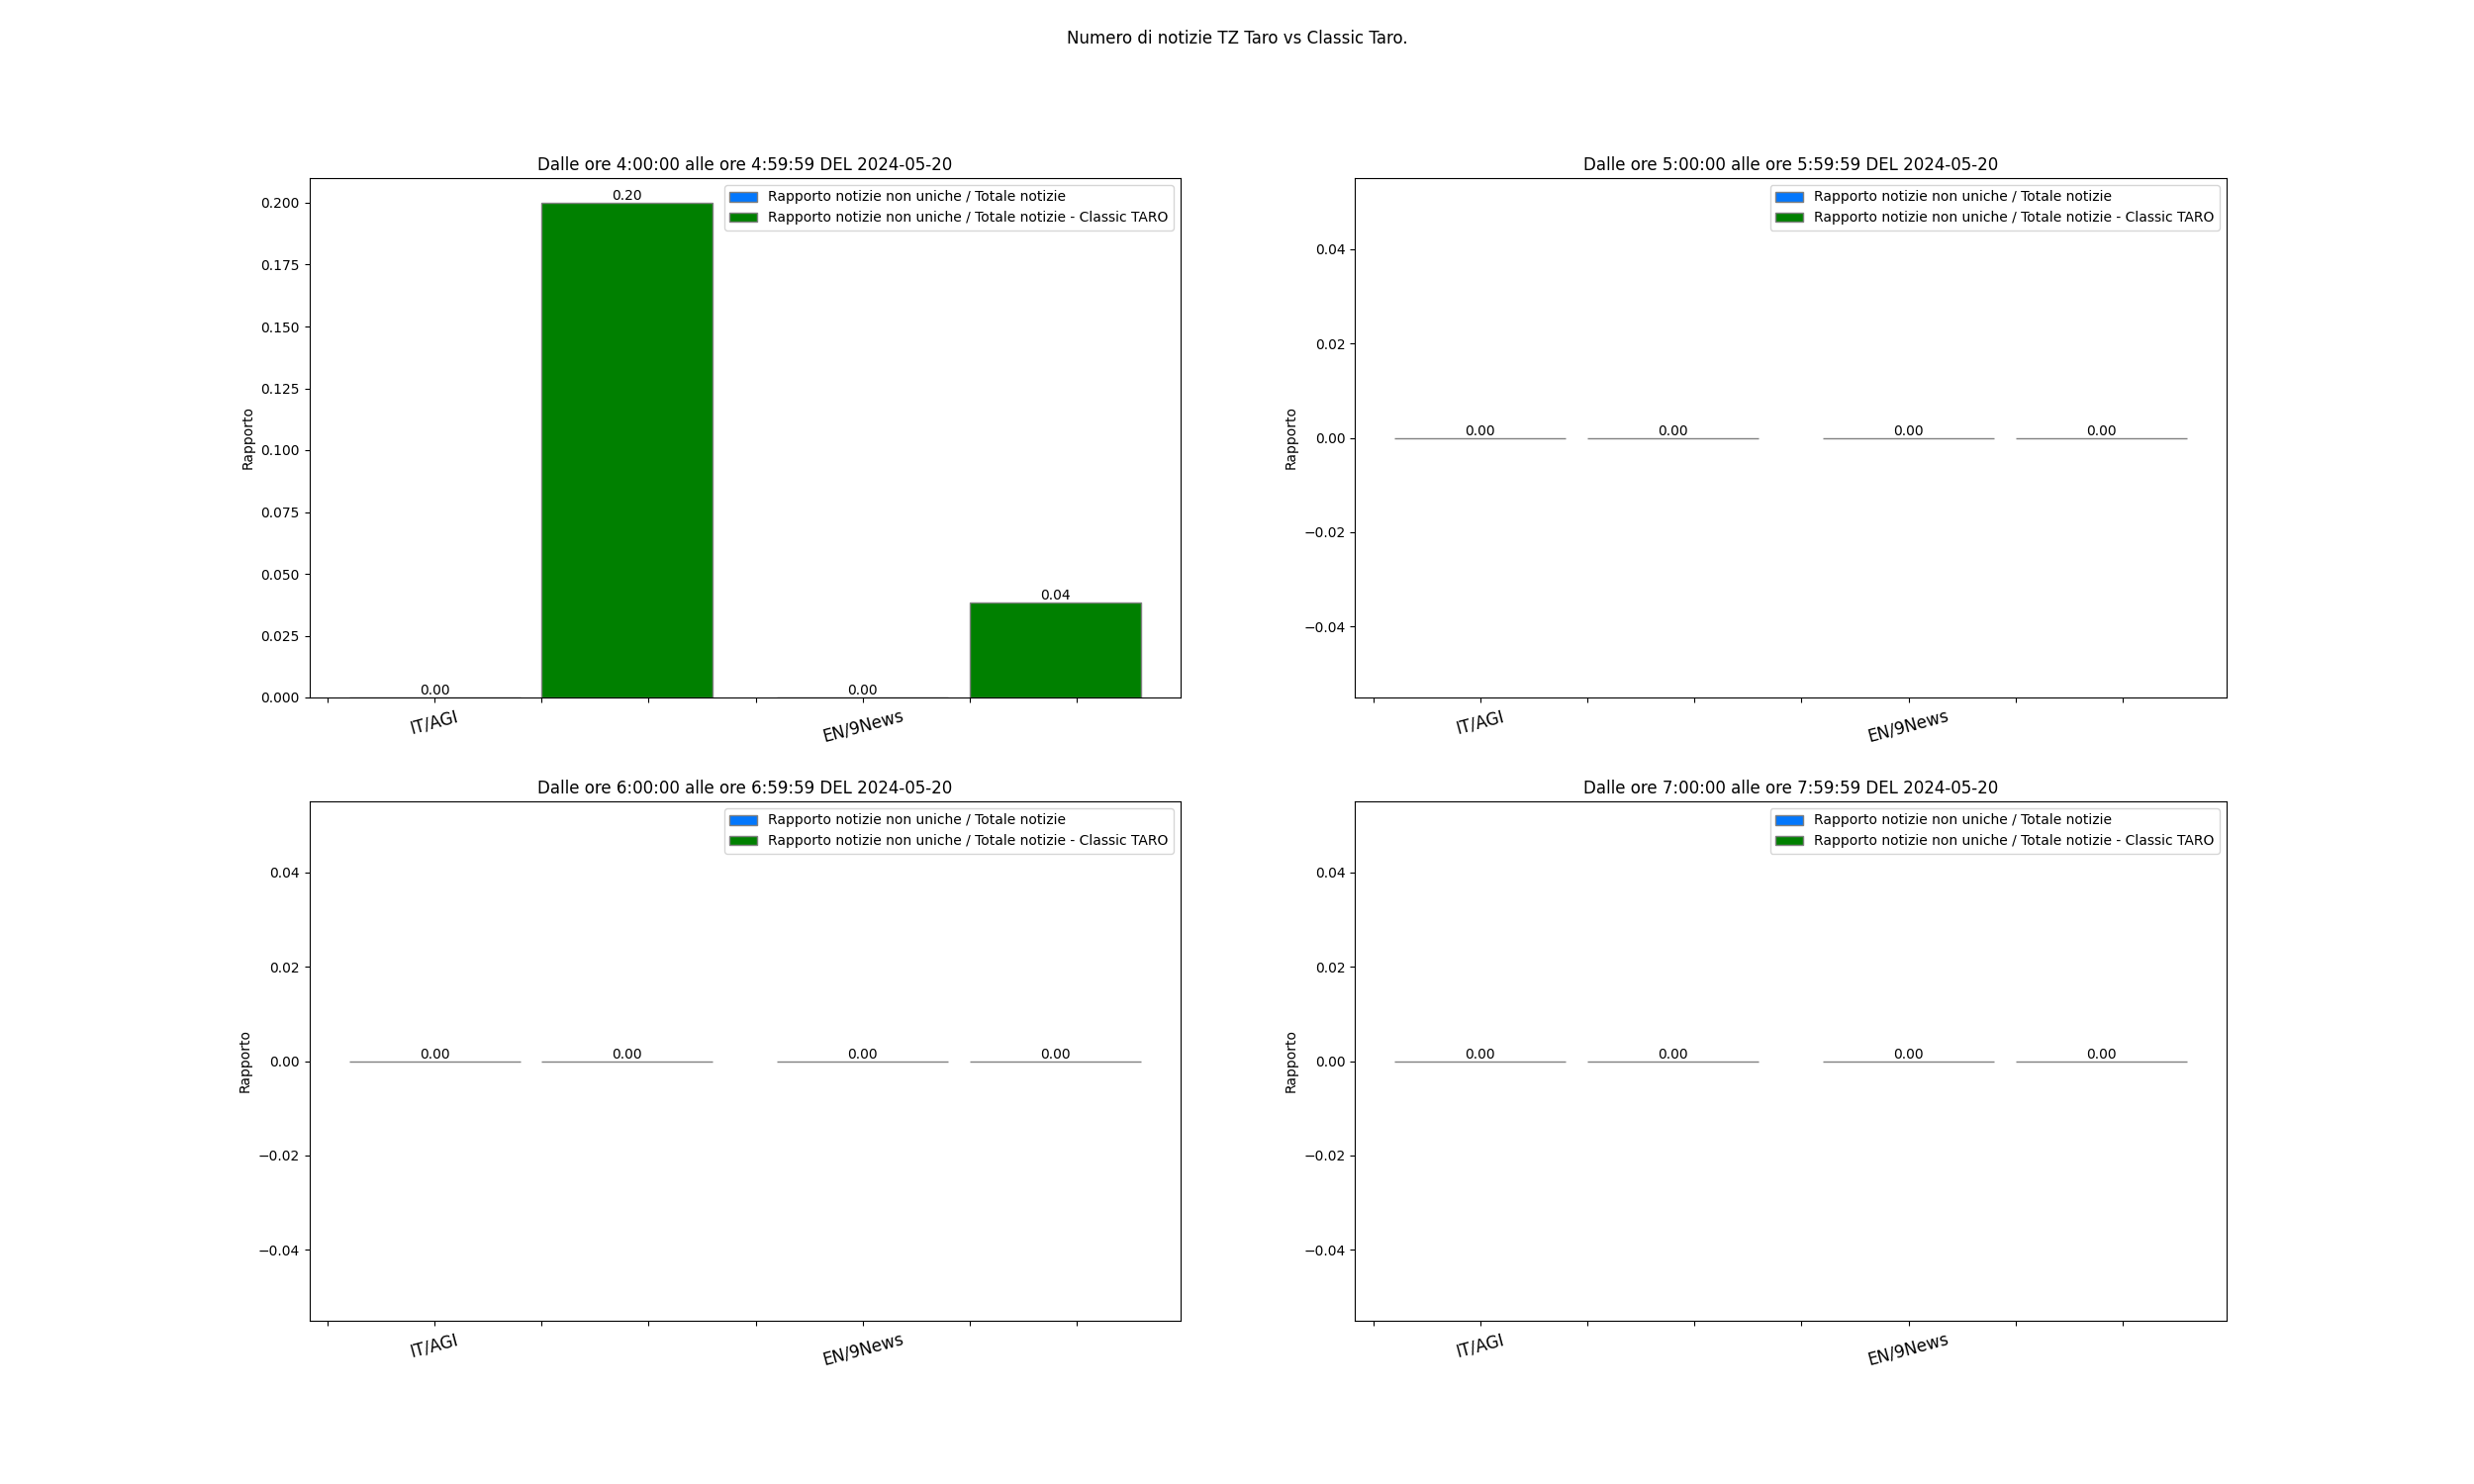 Numero di notizie TZ Taro vs Classic Taro.
Dalle ore 4:00:00 alle ore 4:59:59 DEL 2024-05-20
Rapporto notizie non uniche / Totale notizie
Rapporto notizie non uniche / Totale notizie - Classic TARO
0.200
0.175
0.150
0.125
0.100
0.075
0.050
0.025
0.000
Rapporto
0.00
0.20
0.00
0.04
IT/AGI
EN/9News
Dalle ore 5:00:00 alle ore 5:59:59 DEL 2024-05-20
Rapporto notizie non uniche / Totale notizie
Rapporto notizie non uniche / Totale notizie - Classic TARO
0.04
0.02
0.00
−0.02
−0.04
Rapporto
0.00
0.00
0.00
0.00
IT/AGI
EN/9News
Dalle ore 6:00:00 alle ore 6:59:59 DEL 2024-05-20
Rapporto notizie non uniche / Totale notizie
Rapporto notizie non uniche / Totale notizie - Classic TARO
0.04
0.02
0.00
−0.02
−0.04
Rapporto
0.00
0.00
0.00
0.00
IT/AGI
EN/9News
Dalle ore 7:00:00 alle ore 7:59:59 DEL 2024-05-20
Rapporto notizie non uniche / Totale notizie
Rapporto notizie non uniche / Totale notizie - Classic TARO
0.04
0.02
0.00
−0.02
−0.04
Rapporto
0.00
0.00
0.00
0.00
IT/AGI
EN/9News